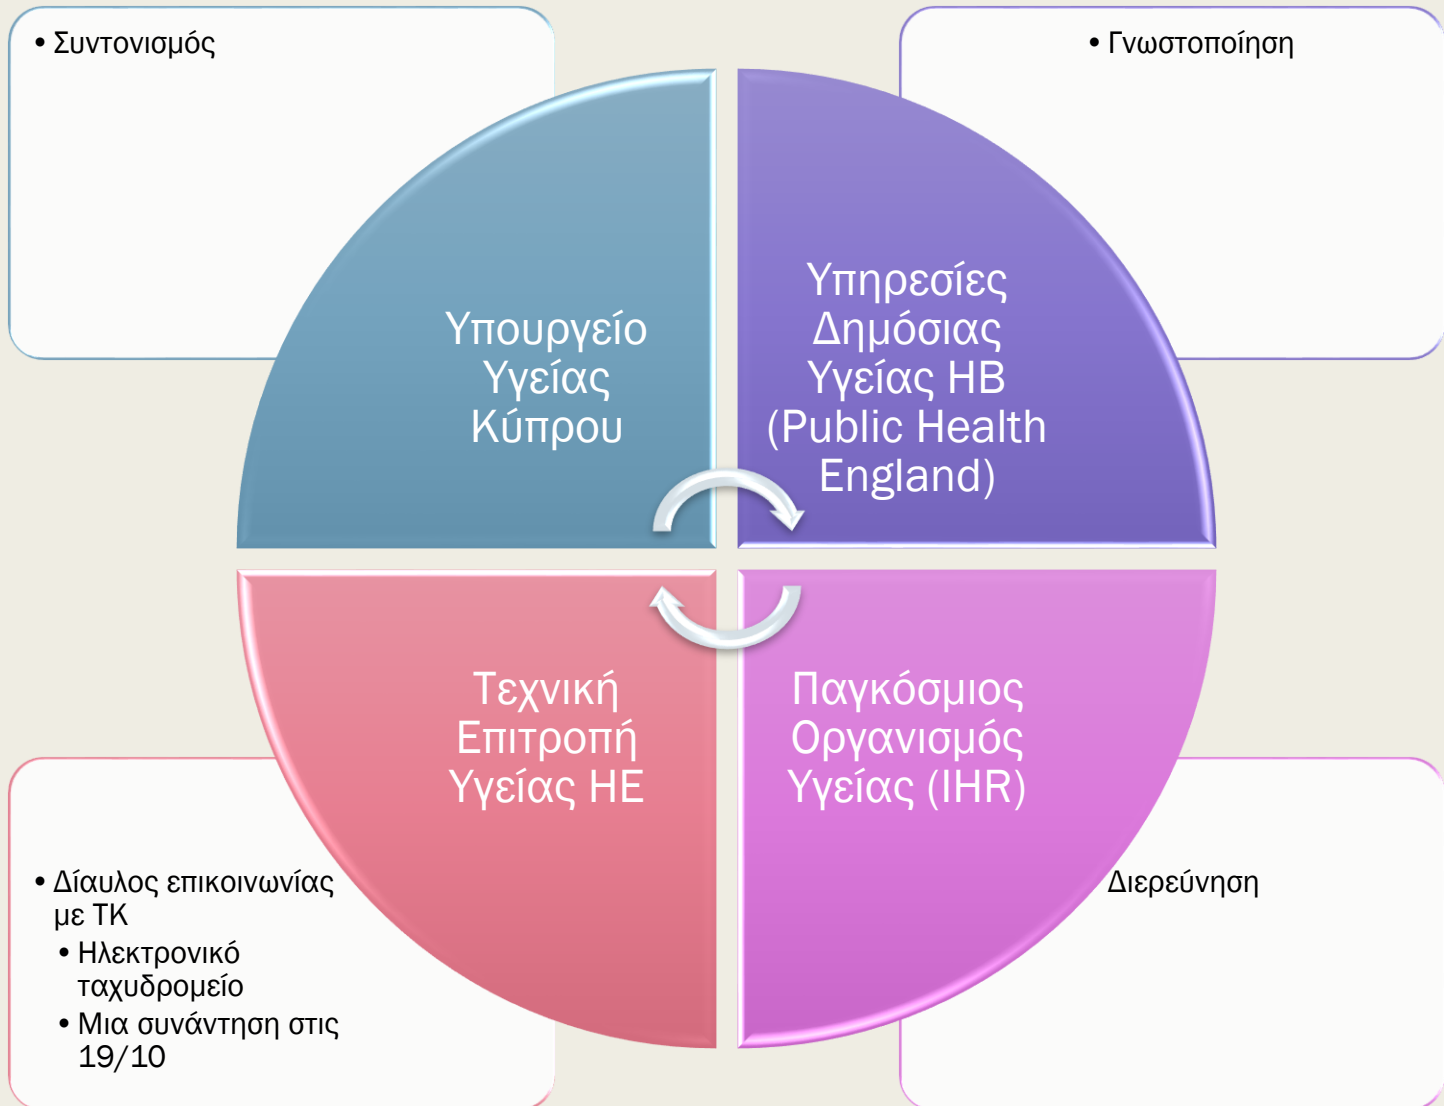 • Συντονισμός
• Γνωστοποίηση
Υπουργείο
Υγείας
Κύπρου
Υπηρεσίες
Δημόσιας
Υγείας ΗΒ
(Public Health
England)
Τεχνική
Επιτροπή
Υγείας ΗΕ
Παγκόσμιος
Οργανισμός
Υγείας (IHR)
• Δίαυλος επικοινωνίας
με ΤΚ
• Ηλεκτρονικό
ταχυδρομείο
• Μια συνάντηση στις
19/10
Διερεύνηση